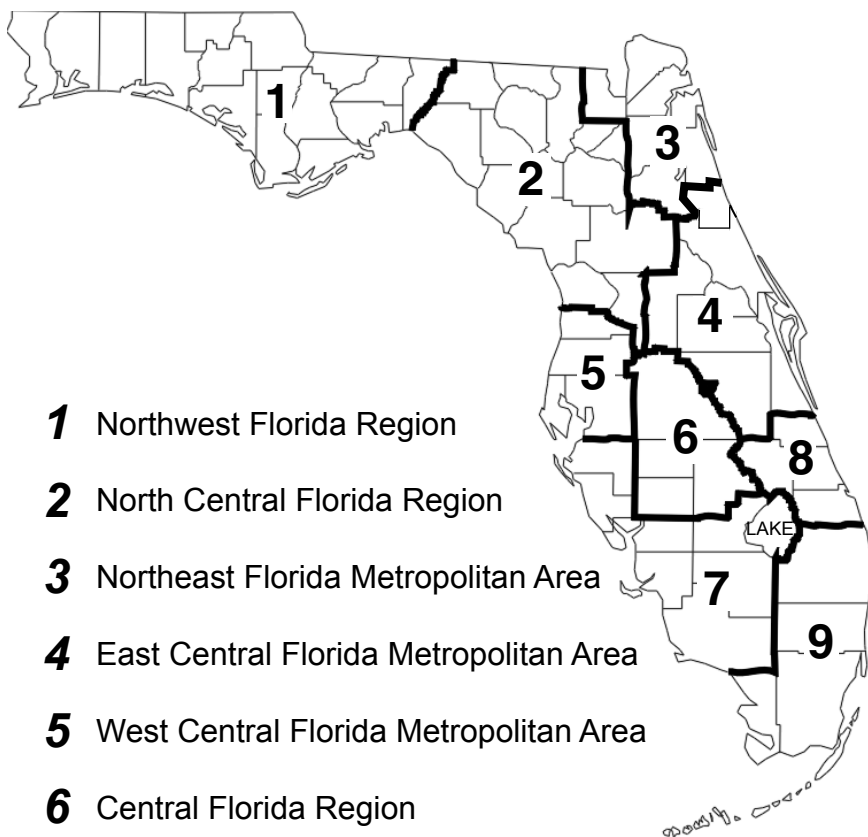 1
2
3
4
5
6
7
8
9
LAKE
1 Northwest Florida Region
2 North Central Florida Region
3 Northeast Florida Metropolitan Area
4 East Central Florida Metropolitan Area
5 West Central Florida Metropolitan Area
6 Central Florida Region